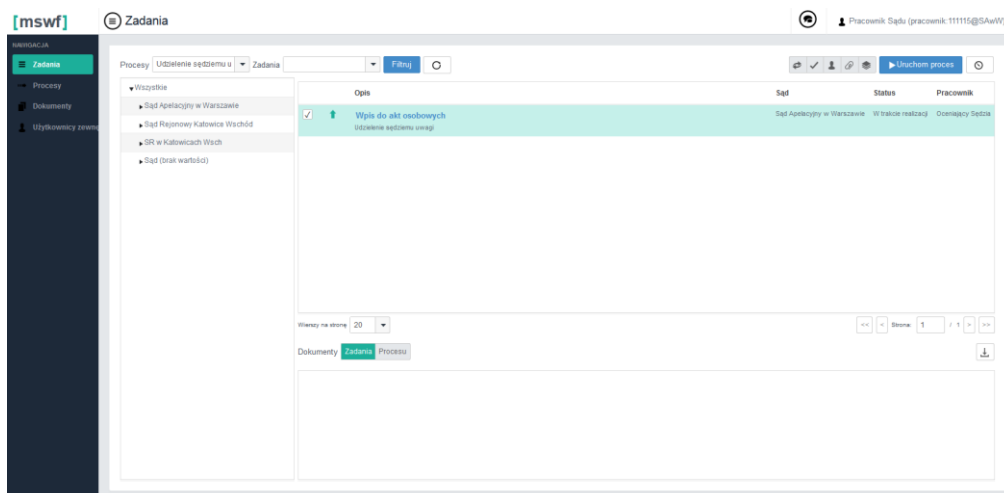 [mswf]
Zadania
Pracownik Sądu (pracownik:111115@SAwW)
NAWIGACJA
Zadania
Procesy
Dokumenty
Użytkownicy zewnę
Procesy Udzielenie sędziemu u Zadania Filtruj Uruchom proces
Wszystkie
Sąd Apelacyjny w Warszawie
Sąd Rejonowy Katowice Wschód
SR w Katowicach Wsch
Sąd (brak wartości)
Opis Sąd Status Pracownik
Wpis do akt osobowych Sąd Apelacyjny w Warszawie W trakcie realizacji Oceniający Sędzia
Udzielenie sędziemu uwagi
Wierszy na stronę 20 << < Strona: 1 / 1 > >>
Dokumenty Zadania Procesu